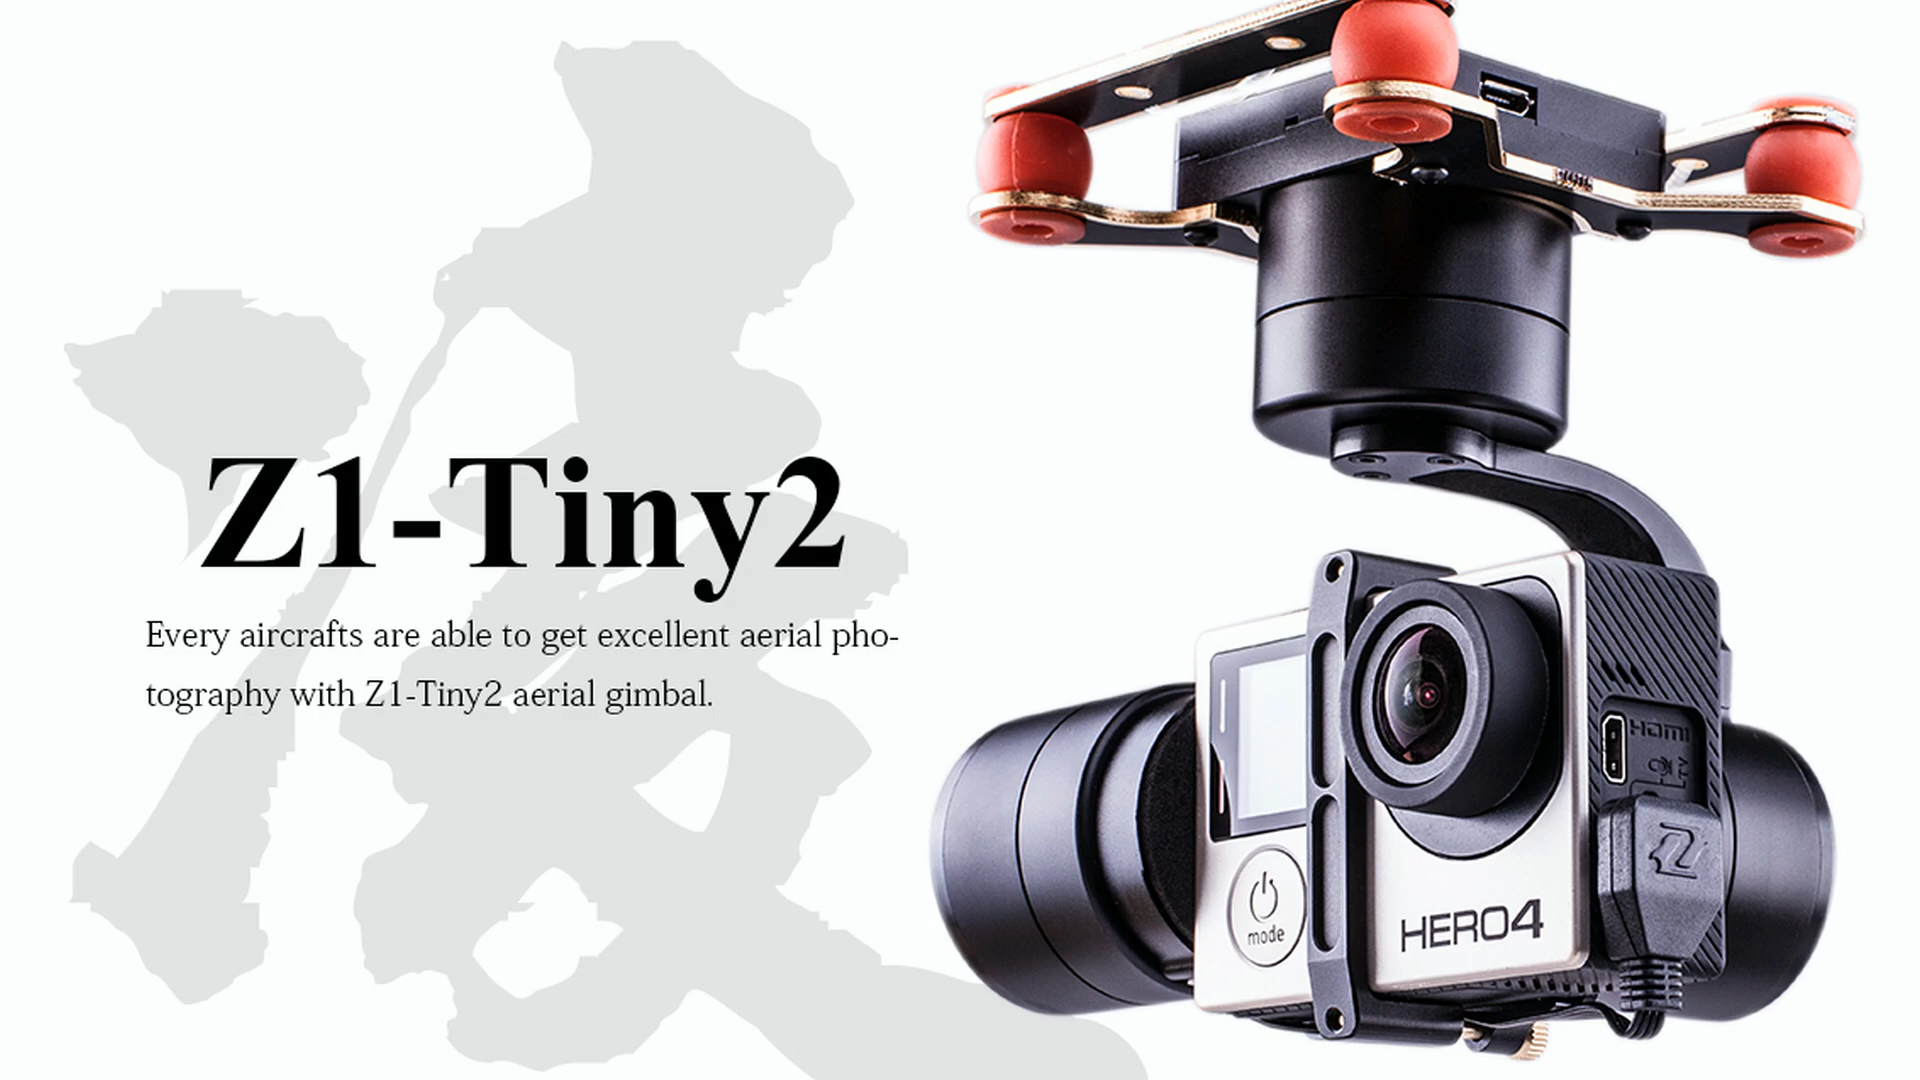 Z1-Tiny2
Every aircrafts are able to get excellent aerial pho-
tography with Z1-Tiny2 aerial gimbal.
HDMI
mode
HERO4